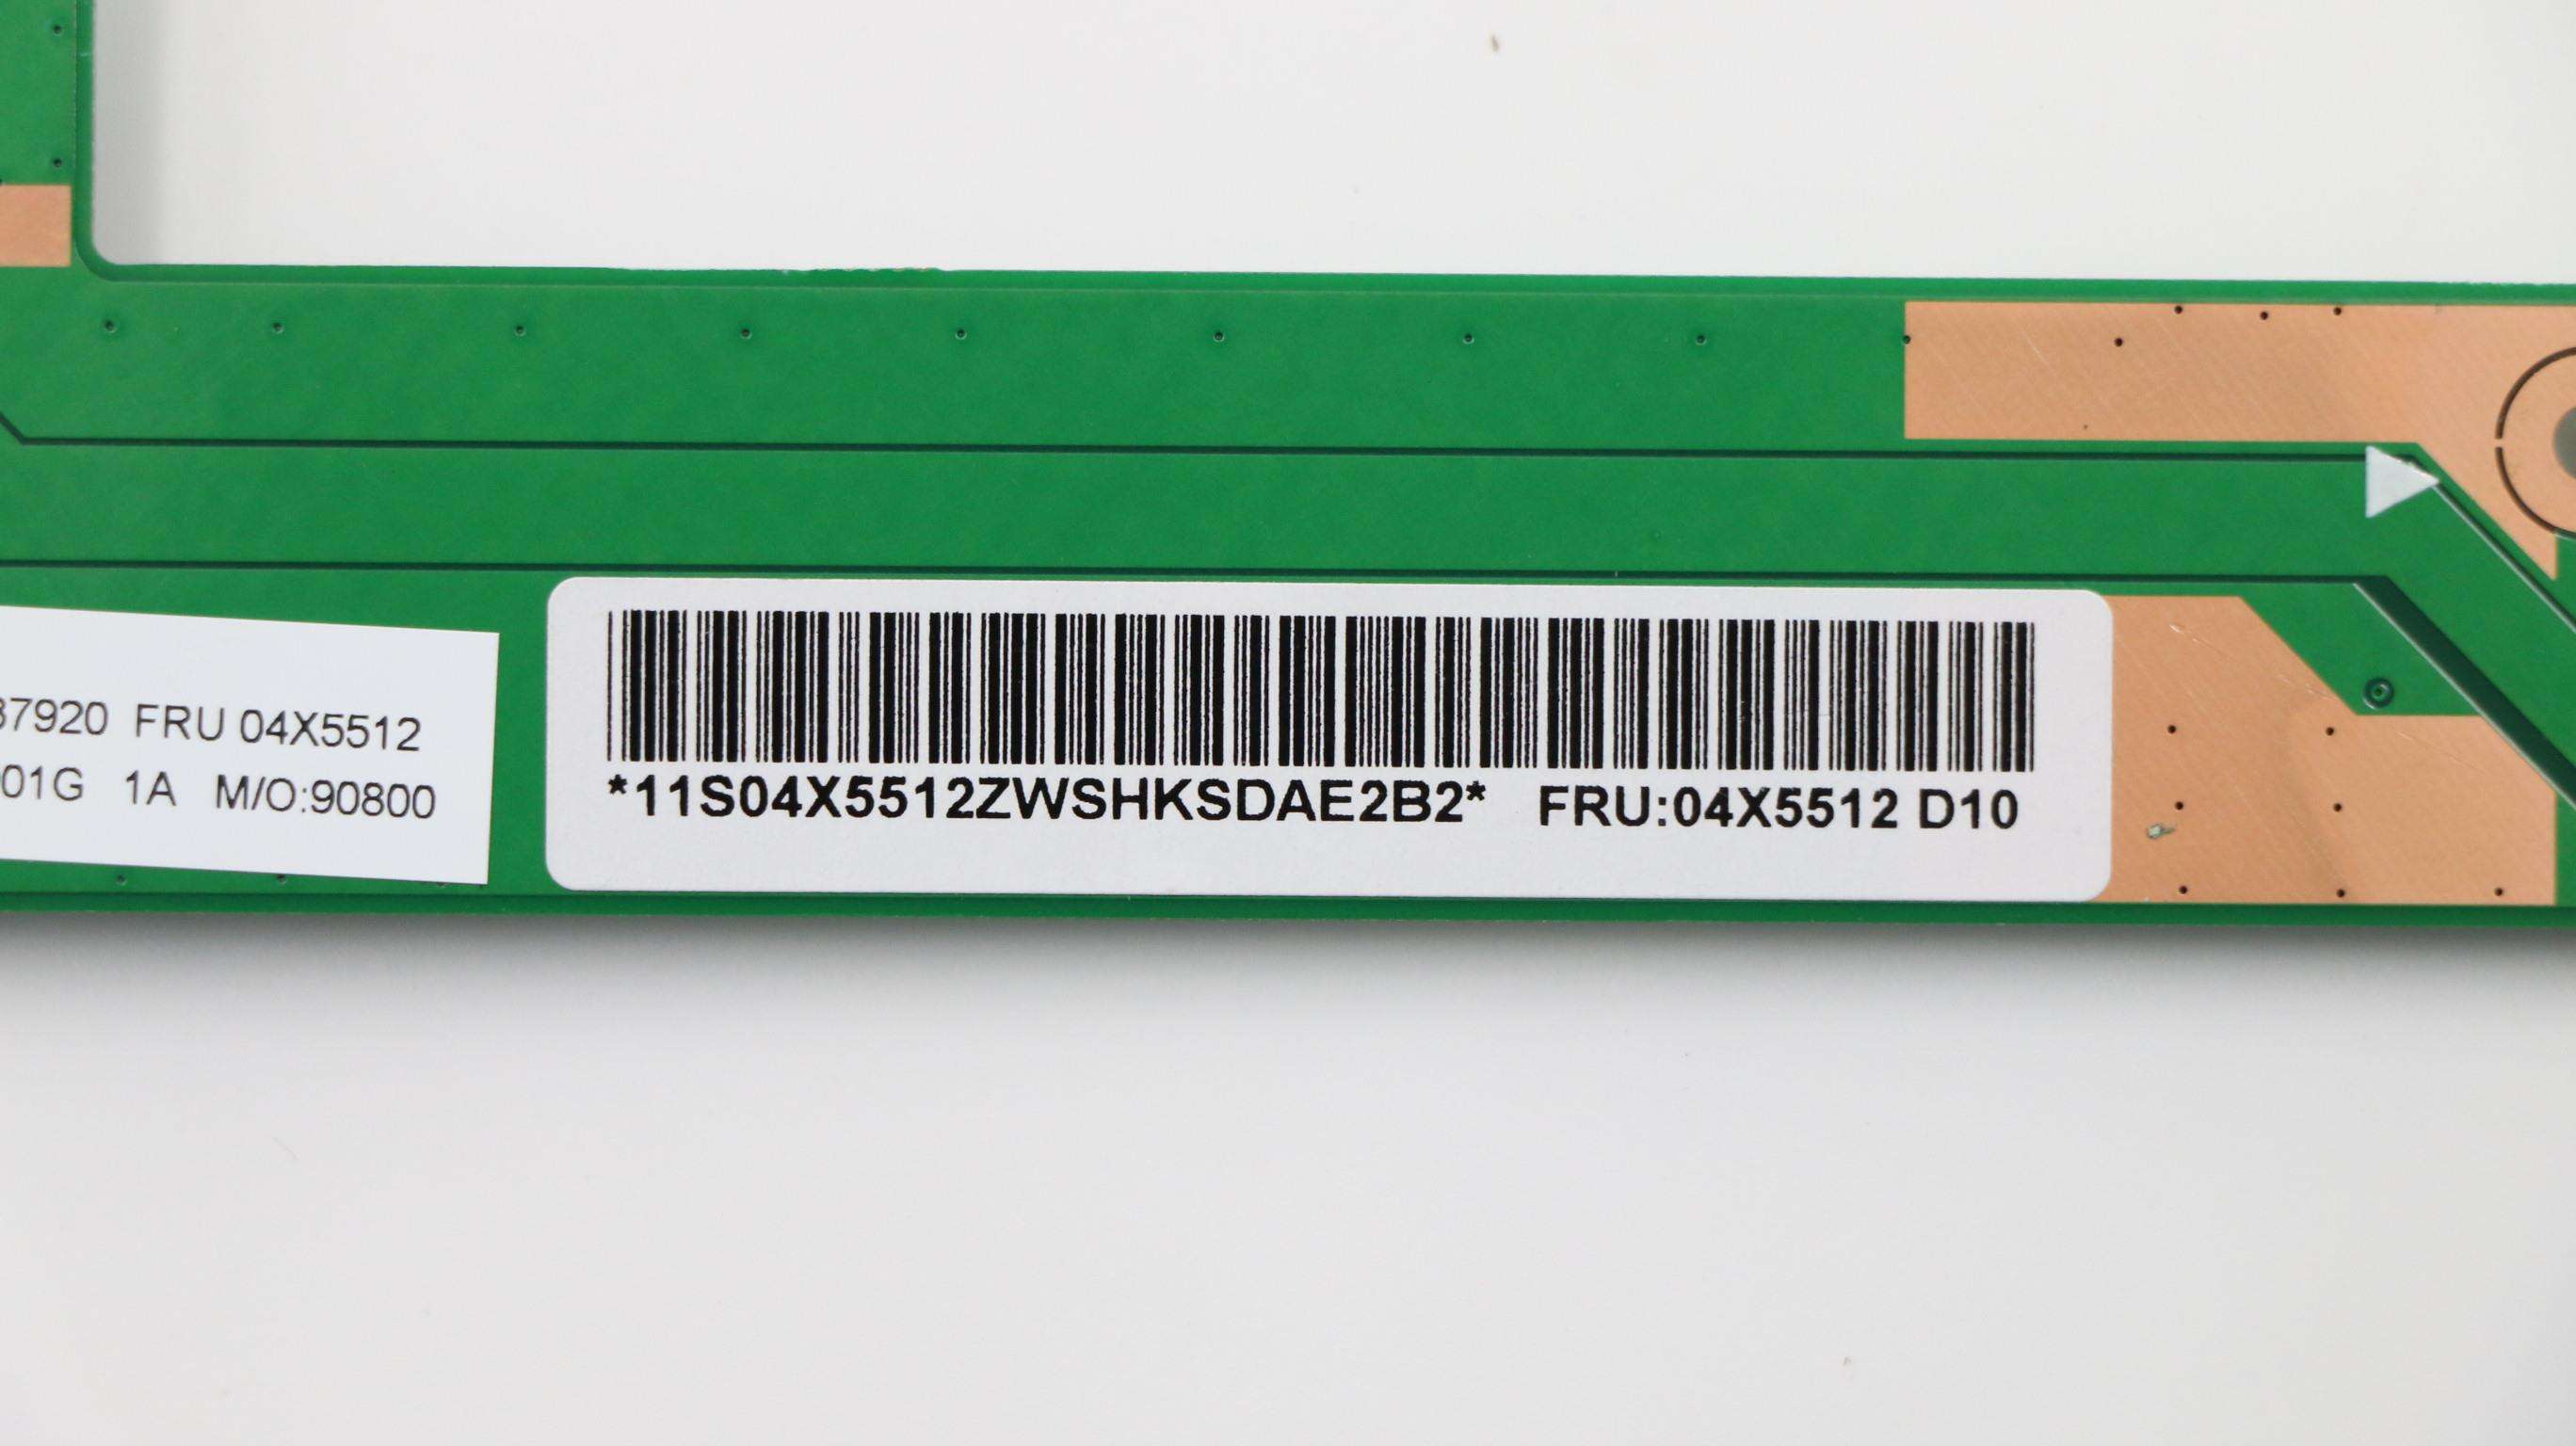 37920 FRU 04X5512
01G 1A M/O:90800
*11S04X5512ZWSHKSDAE2B2* FRU:04X5512 D10